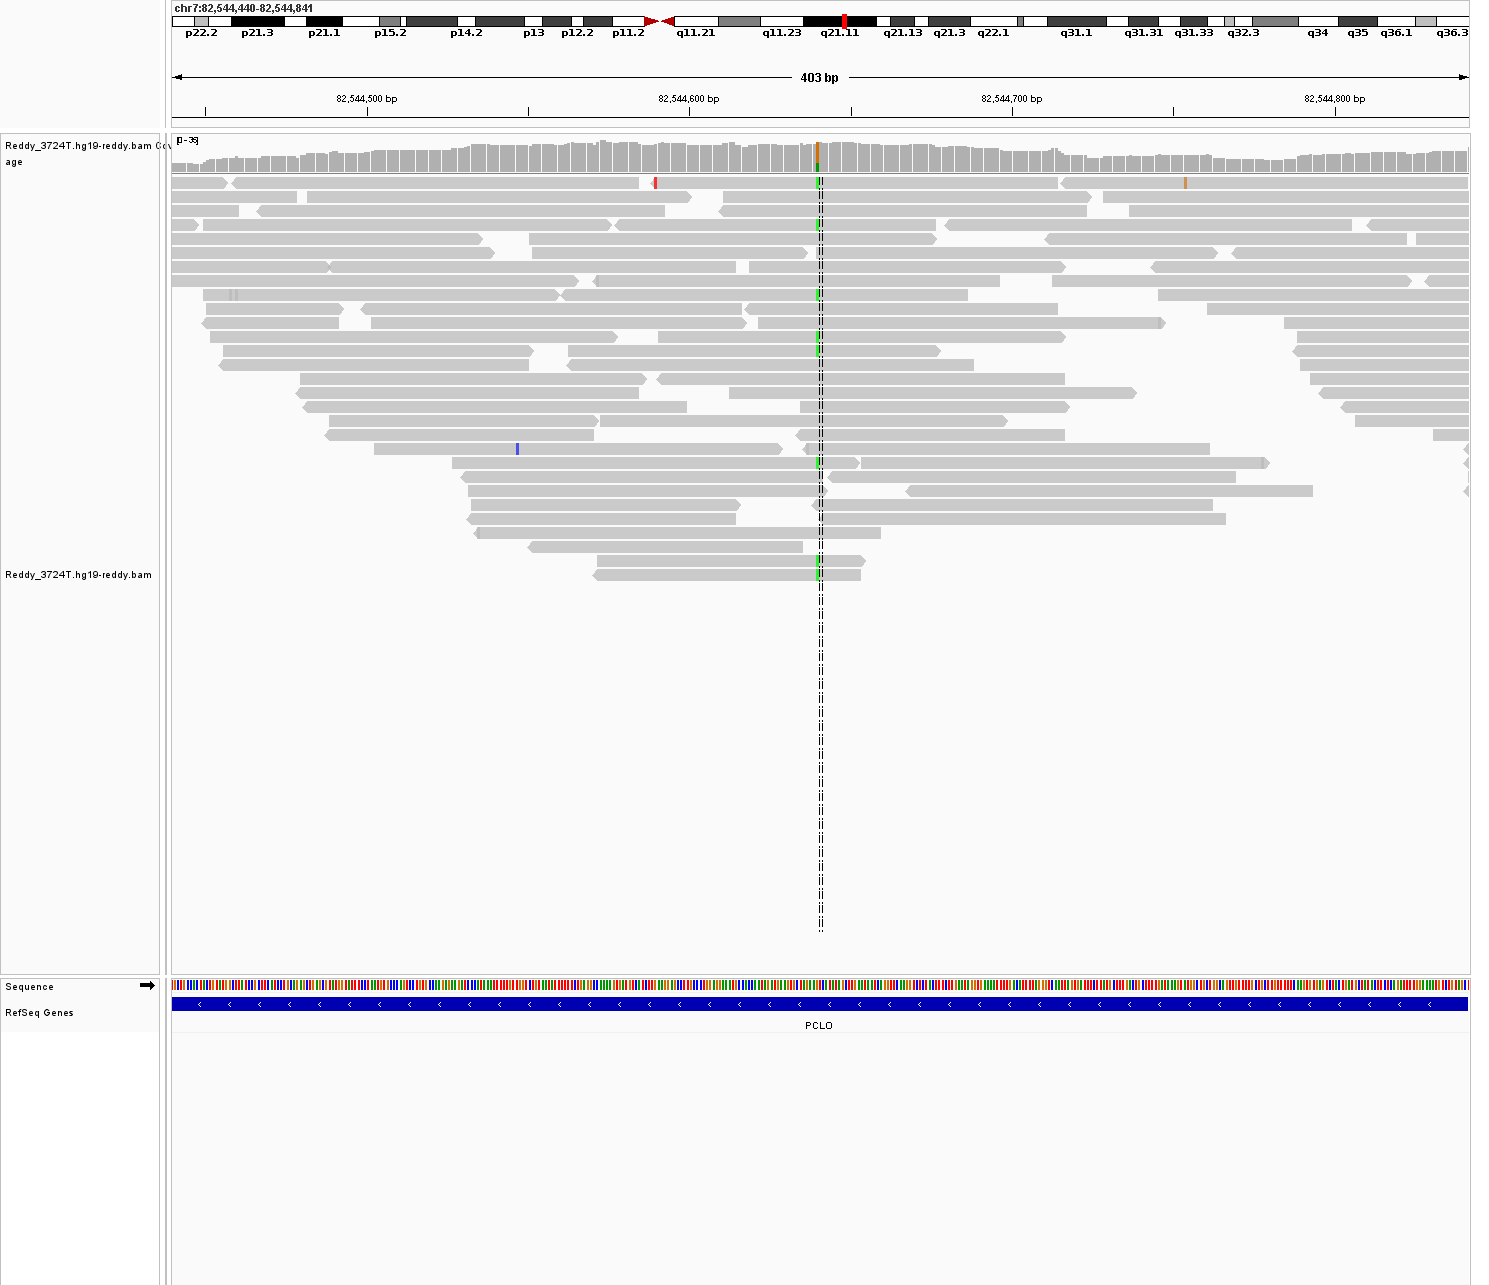 chr7:82,544,440-82,544,841
p22.2 p21.3 p21.1 p15.2 p14.2 p13 p12.2 p11.2 q11.21 q11.23 q21.11 q21.13 q21.3 q22.1 q31.1 q31.31 q31.33 q32.3 q34 q35 q36.1 q36.3
403 bp
82,544,500 bp 82,544,600 bp 82,544,700 bp 82,544,800 bp
Reddy_3724T.hg19-reddy.bam Cov
age
[0-36]
Reddy_3724T.hg19-reddy.bam
Sequence
RefSeq Genes
PCLO